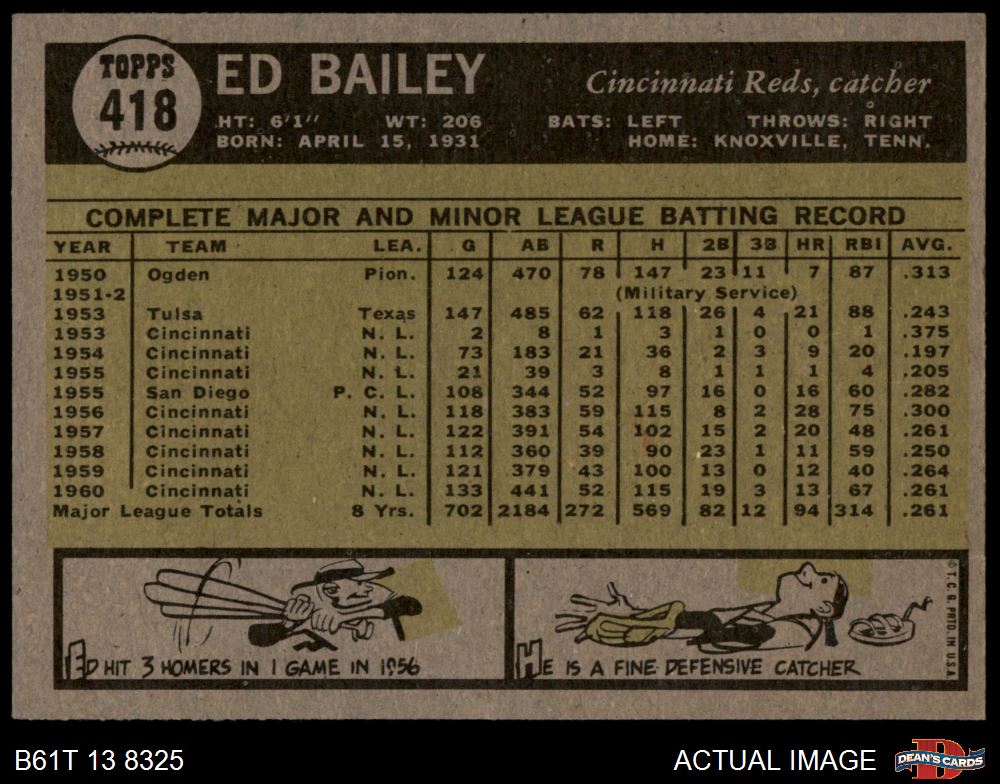 TOPPS
418
ED BAILEY
Cincinnati Reds, catcher
HT: 6'1" WT: 206 BATS: LEFT THROWS: RIGHT
BORN: APRIL 15, 1931 HOME: KNOXVILLE, TENN.
COMPLETE MAJOR AND MINOR LEAGUE BATTING RECORD
YEAR TEAM LEA. G AB R H 2B 3B HR RBI AVG.
1950 Ogden Pion. 124 470 78 147 23 11 7 87 .313
1951-2 (Military Service)
1953 Tulsa Texas 147 485 62 118 26 4 21 88 .243
1953 Cincinnati N. L. 2 8 1 3 1 0 0 1 .375
1954 Cincinnati N. L. 73 183 21 36 2 3 9 20 .197
1955 Cincinnati N. L. 21 39 3 8 1 1 1 4 .205
1955 San Diego P. C. L. 108 344 52 97 16 0 16 60 .282
1956 Cincinnati N. L. 118 383 59 115 8 2 28 75 .300
1957 Cincinnati N. L. 122 391 54 102 15 2 20 48 .261
1958 Cincinnati N. L. 112 360 39 90 23 1 11 59 .250
1959 Cincinnati N. L. 121 379 43 100 13 0 12 40 .264
1960 Cincinnati N. L. 133 441 52 115 19 3 13 67 .261
Major League Totals 8 Yrs. 702 2184 272 569 82 12 94 314 .261
ED HIT 3 HOMERS IN 1 GAME IN 1956
HE IS A FINE DEFENSIVE CATCHER
© T. C. G. PRTD. IN U.S.A.
B61T 13 8325
ACTUAL IMAGE
DEAN'S CARDS